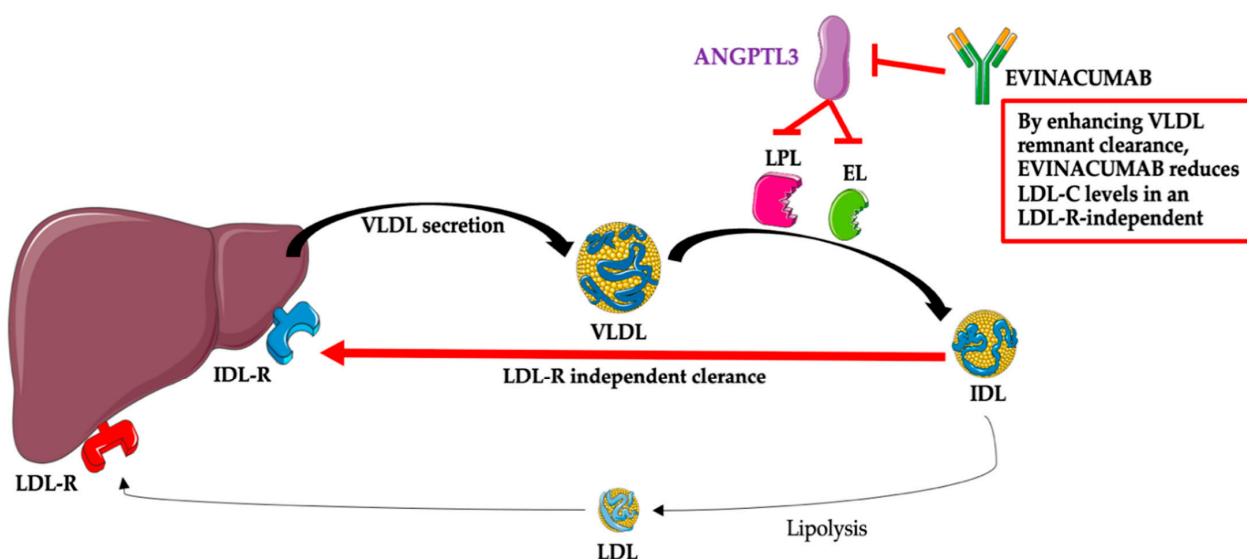 ANGPTL3
EVINACUMAB
By enhancing VLDL
remnant clearance,
EVINACUMAB reduces
LDL-C levels in an
LDL-R-independent
LPL
EL
VLDL secretion
VLDL
IDL-R
LDL-R independent clerance
IDL
LDL-R
Lipolysis
LDL